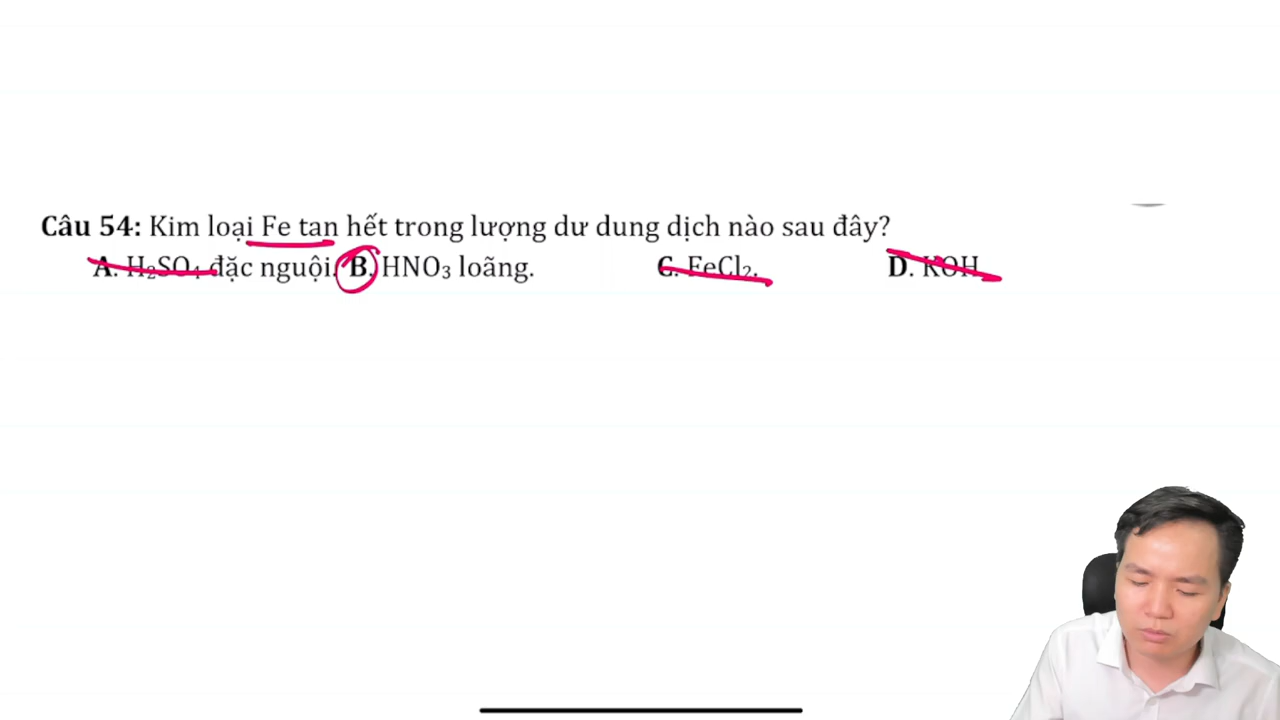 Câu 54: Kim loại Fe tan hết trong lượng dư dung dịch nào sau đây?
A. H₂SO₄ đặc nguội. B. HNO₃ loãng. C. FeCl₂. D. KOH